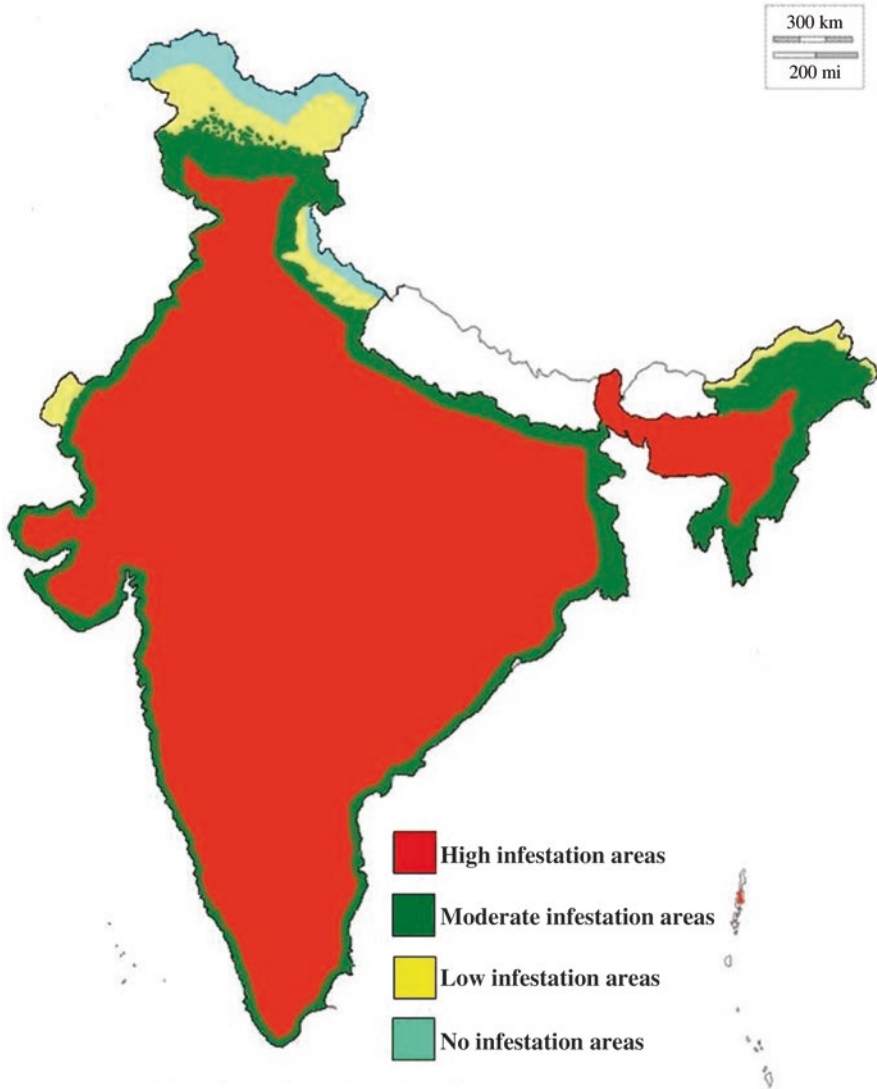 300 km
200 mi
High infestation areas
Moderate infestation areas
Low infestation areas
No infestation areas